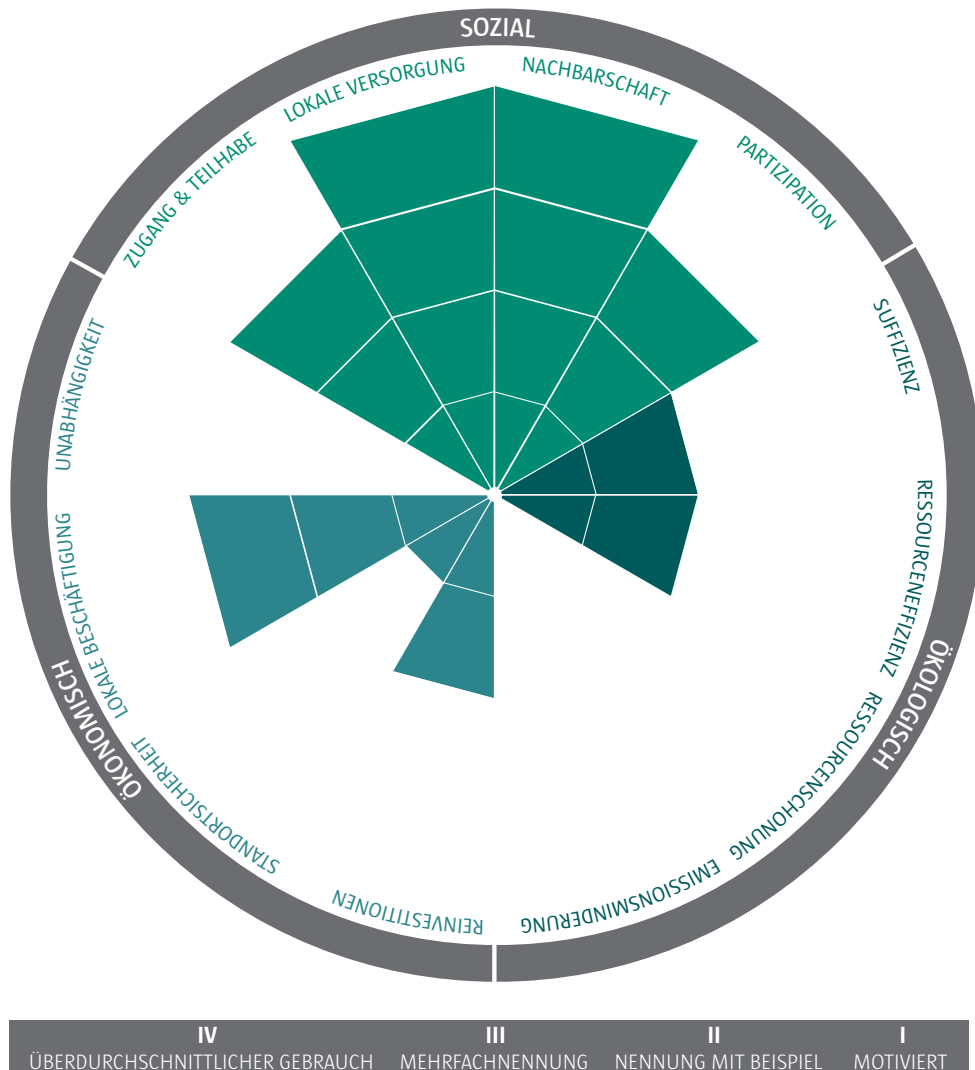 SOZIAL
LOKALE VERSORGUNG
NACHBARSCHAFT
ZUGANG & TEILHABE
PARTIZIPATION
SUFFIZIENZ
UNABHÄNGIGKEIT
RESSOURCENEFFIZIENZ
LOKALE BESCHÄFTIGUNG
ÖKOLOGISCH
ÖKONOMISCH
RESSOURCENSCHONUNG
STANDORTSICHERHEIT
EMISSIONSMINDERUNG
REINVESTITIONEN
IV III II I
ÜBERDURCHSCHNITTLICHER GEBRAUCH MEHRFACHNENNUNG NENNUNG MIT BEISPIEL MOTIVIERT